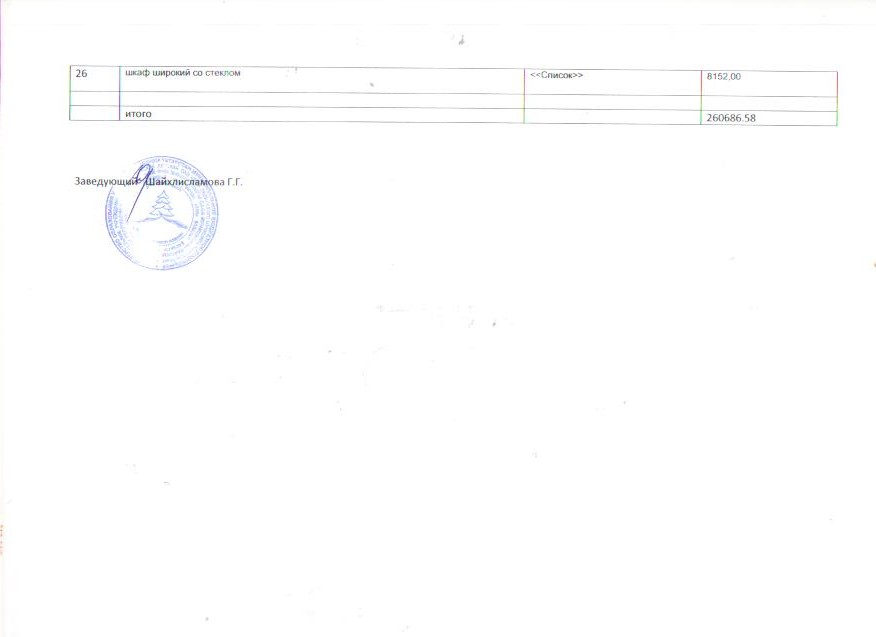 26 шкаф широкий со стеклом <<Список>> 8152,00
итого 260686.58
Заведующий Шайхлисламова Г.Г.